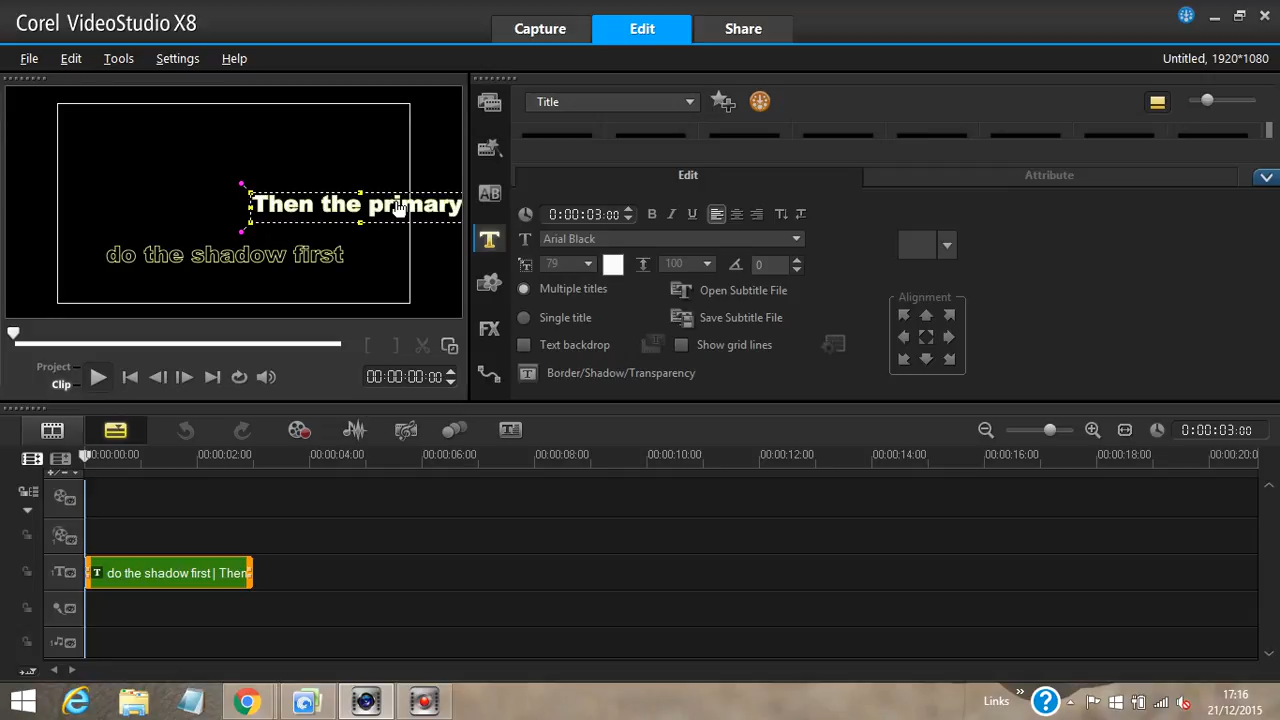 Corel VideoStudio X8
Capture
Edit
Share
File
Edit
Tools
Settings
Help
Untitled, 1920*1080
Then the primary
do the shadow first
Project
Clip
00:00:00:00
Title
Edit
Attribute
0:00:03:00
B I U
Arial Black
79
100
0
Multiple titles
Open Subtitle File
Single title
Save Subtitle File
Text backdrop
Show grid lines
Border/Shadow/Transparency
Alignment
AB
T
FX
0:00:03:00
00:00:00:00
00:00:02:00
00:00:04:00
00:00:06:00
00:00:08:00
00:00:10:00
00:00:12:00
00:00:14:00
00:00:16:00
00:00:18:00
00:00:20:0
do the shadow first| Then
Links
17:16
21/12/2015